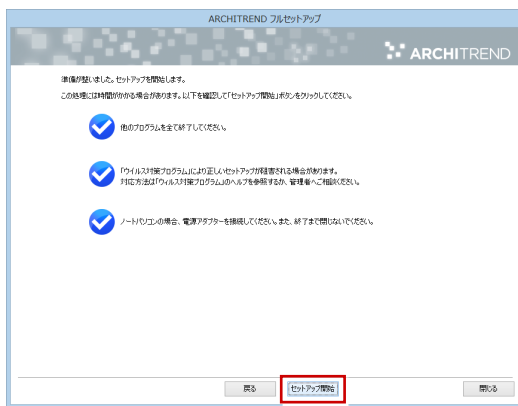 ARCHITREND フルセットアップ
ARCHITREND
準備が整いました。セットアップを開始します。
この処理には時間がかかる場合があります。以下を確認して「セットアップ開始」ボタンをクリックしてください。
他のプログラムを全て終了してください。
「ウイルス対策プログラム」により正しいセットアップが阻害される場合があります。
対応方法は「ウィルス対策プログラム」のヘルプを参照するか、管理者へご相談ください。
ノートパソコンの場合、電源アダプターを接続してください。また、終了まで閉じないでください。
戻る
セットアップ開始
閉じる